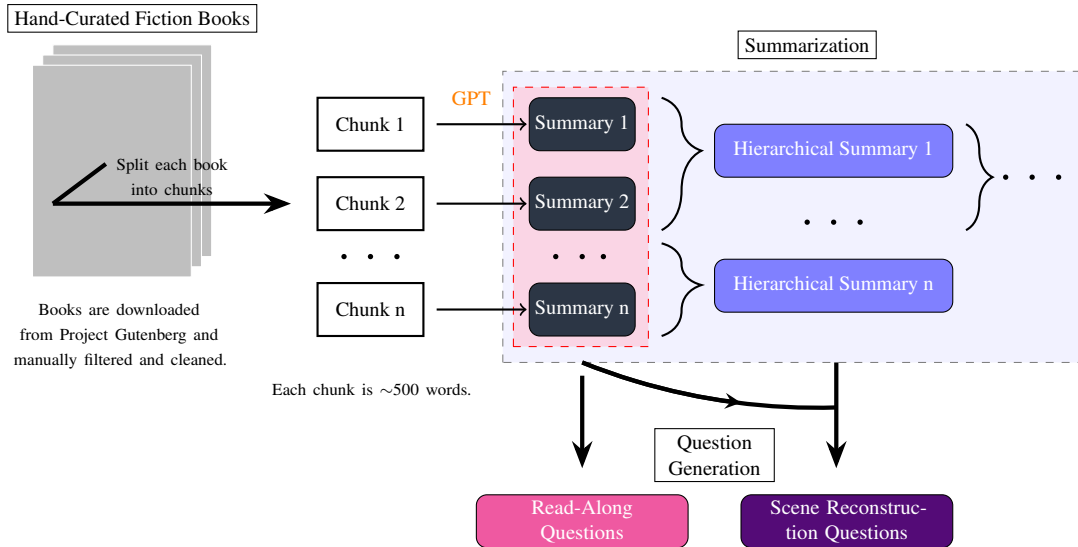 Hand-Curated Fiction Books
Summarization
GPT
Chunk 1
Summary 1
Hierarchical Summary 1
Split each book
into chunks
Chunk 2
Summary 2
Chunk n
Summary n
Hierarchical Summary n
Books are downloaded
from Project Gutenberg and
manually filtered and cleaned.
Each chunk is ∼500 words.
Question
Generation
Read-Along
Questions
Scene Reconstruc-
tion Questions